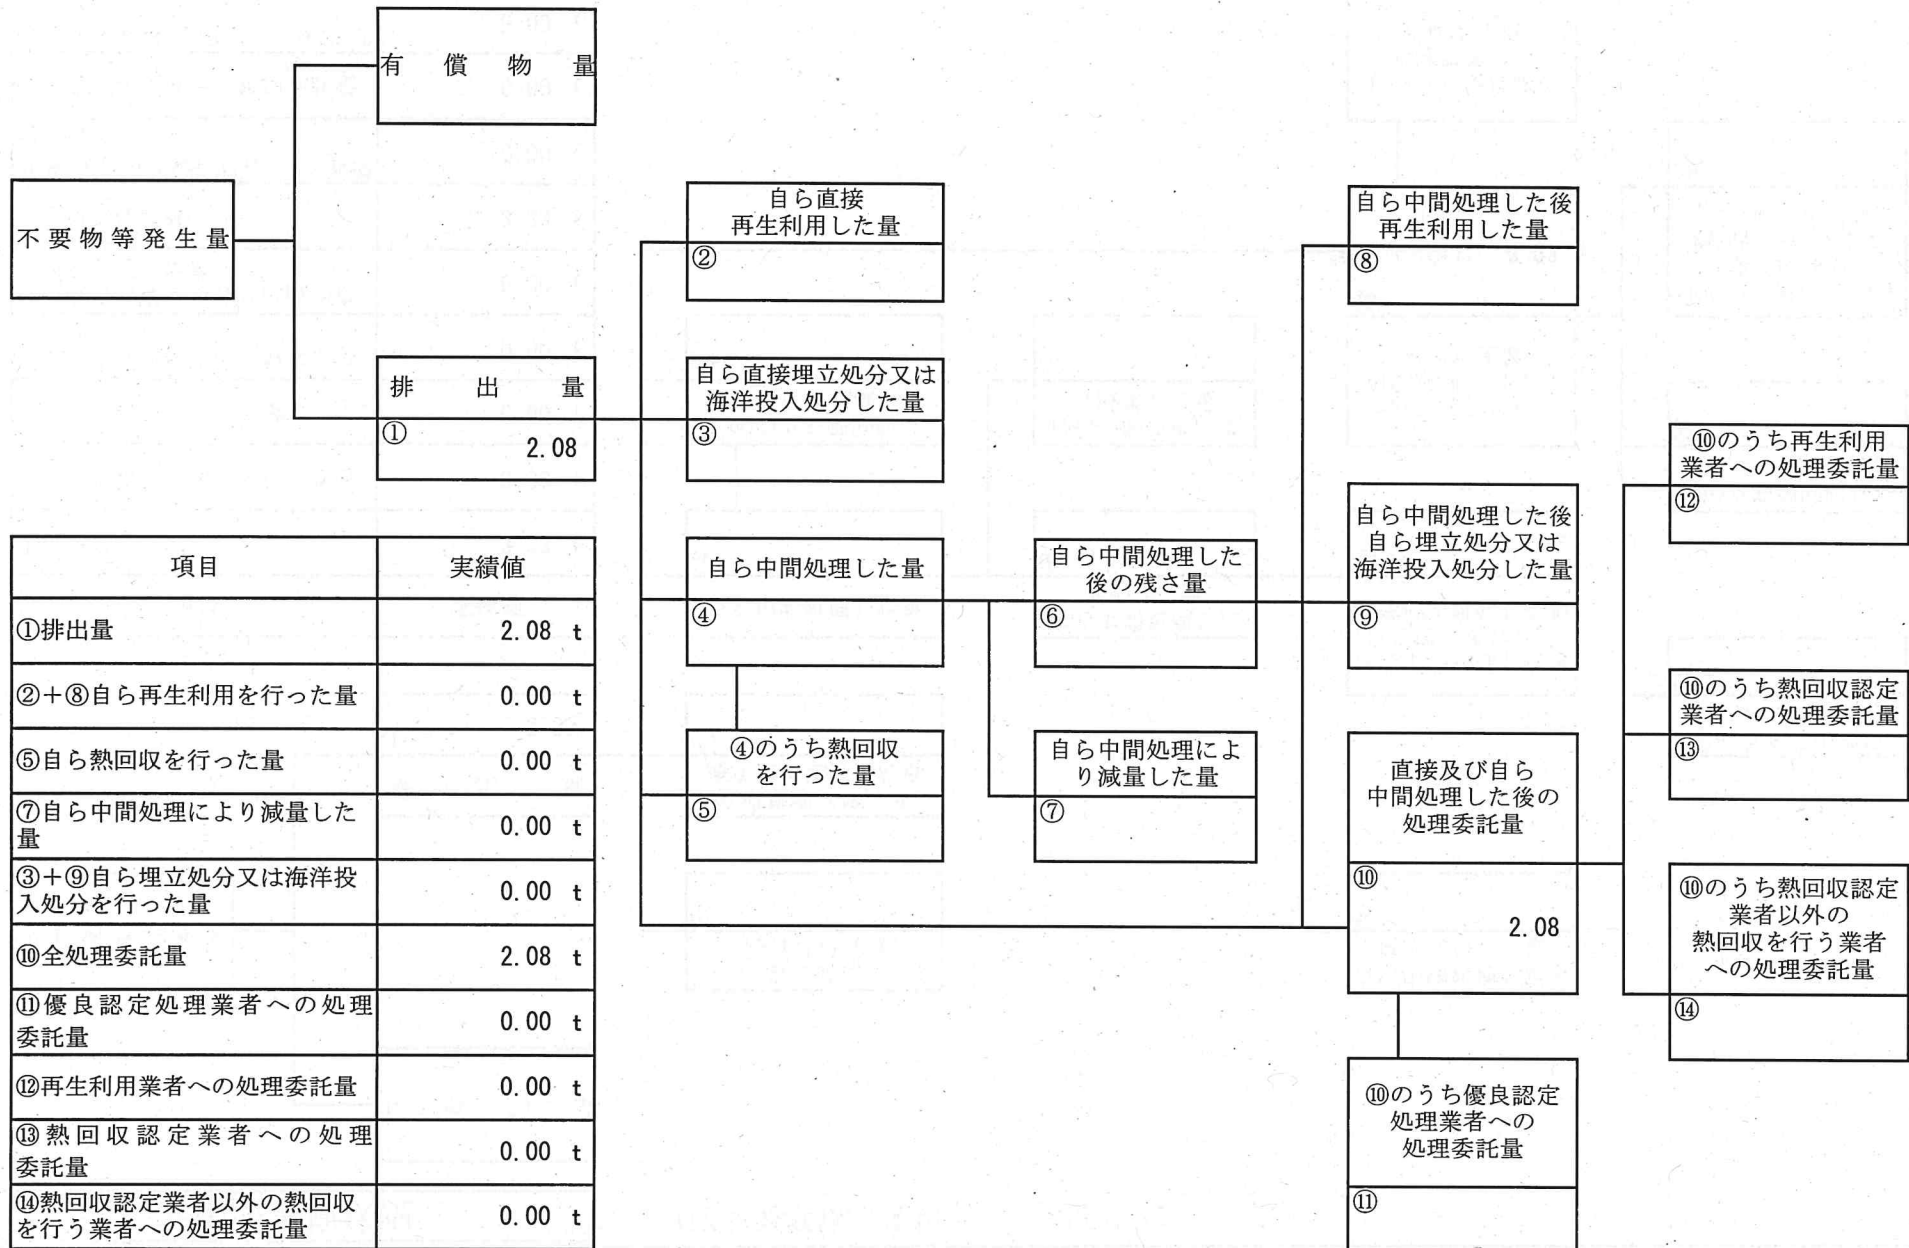 有償物量
不要物等発生量
排出量
① 2.08
自ら直接
再生利用した量
②
自ら直接埋立処分又は
海洋投入処分した量
③
自ら中間処理した量
④
④のうち熱回収
を行った量
⑤
自ら中間処理した
後の残さ量
⑥
自ら中間処理によ
り減量した量
⑦
自ら中間処理した後
再生利用した量
⑧
自ら中間処理した後
自ら埋立処分又は
海洋投入処分した量
⑨
直接及び自ら
中間処理した後の
処理委託量
⑩
2.08
⑩のうち優良認定
処理業者への
処理委託量
⑪
⑩のうち再生利用
業者への処理委託量
⑫
⑩のうち熱回収認定
業者への処理委託量
⑬
⑩のうち熱回収認定
業者以外の
熱回収を行う業者
への処理委託量
⑭
項目 実績値
①排出量 2.08 t
②+⑧自ら再生利用を行った量 0.00 t
⑤自ら熱回収を行った量 0.00 t
⑦自ら中間処理により減量した
量 0.00 t
③+⑨自ら埋立処分又は海洋投
入処分を行った量 0.00 t
⑩全処理委託量 2.08 t
⑪優良認定処理業者への処理
委託量 0.00 t
⑫再生利用業者への処理委託量 0.00 t
⑬熱回収認定業者への処理
委託量 0.00 t
⑭熱回収認定業者以外の熱回収
を行う業者への処理委託量 0.00 t